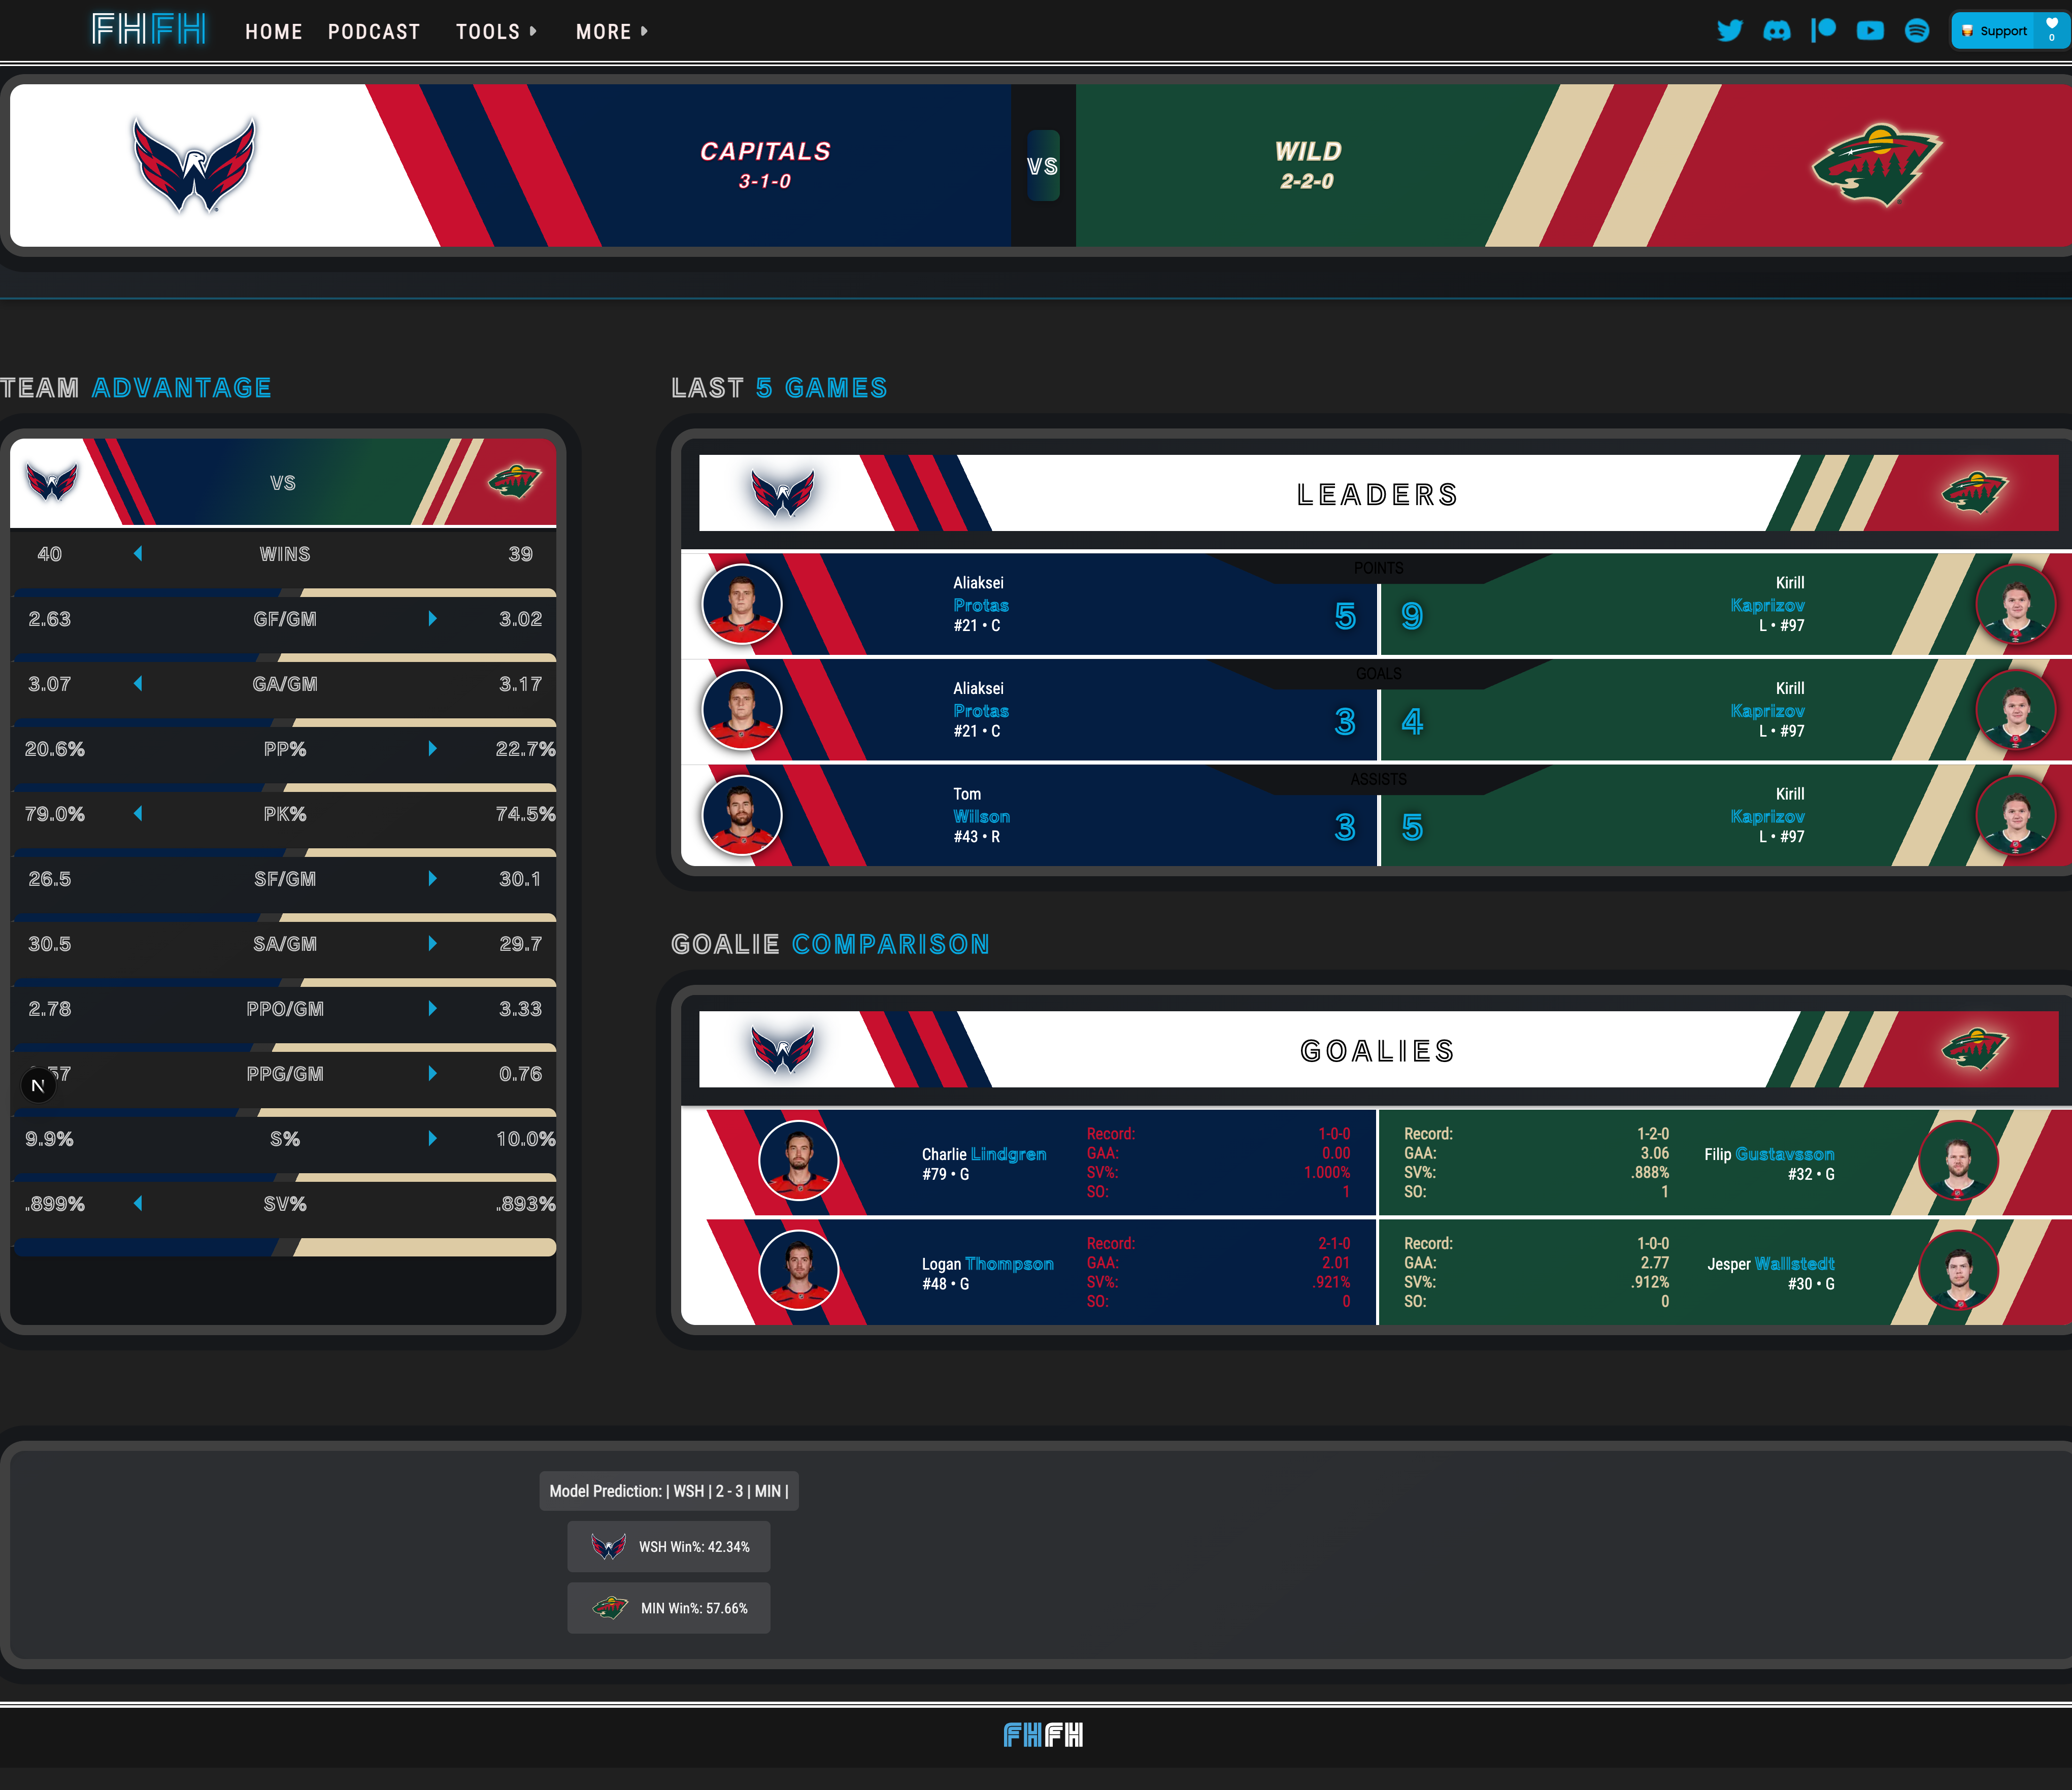 FHFH HOME PODCAST TOOLS MORE Support 0
CAPITALS
3-1-0
VS
WILD
2-2-0
TEAM ADVANTAGE
VS
40 WINS 39
2.63 GF/GM 3.02
3.07 GA/GM 3.17
20.6% PP% 22.7%
79.0% PK% 74.5%
26.5 SF/GM 30.1
30.5 SA/GM 29.7
2.78 PPO/GM 3.33
57 PPG/GM 0.76
N
9.9% S% 10.0%
.899% SV% .893%
LAST 5 GAMES
LEADERS
POINTS
Aliaksei
Protas
#21 • C
5 9
Kirill
Kaprizov
L • #97
GOALS
Aliaksei
Protas
#21 • C
3 4
Kirill
Kaprizov
L • #97
ASSISTS
Tom
Wilson
#43 • R
3 5
Kirill
Kaprizov
L • #97
GOALIE COMPARISON
GOALIES
Charlie Lindgren
#79 • G
Record: 1-0-0
GAA: 0.00
SV%: 1.000%
SO: 1
Record: 1-2-0
GAA: 3.06
SV%: .888%
SO: 1
Filip Gustavsson
#32 • G
Logan Thompson
#48 • G
Record: 2-1-0
GAA: 2.01
SV%: .921%
SO: 0
Record: 1-0-0
GAA: 2.77
SV%: .912%
SO: 0
Jesper Wallstedt
#30 • G
Model Prediction: | WSH | 2 - 3 | MIN |
WSH Win%: 42.34%
MIN Win%: 57.66%
FHFH